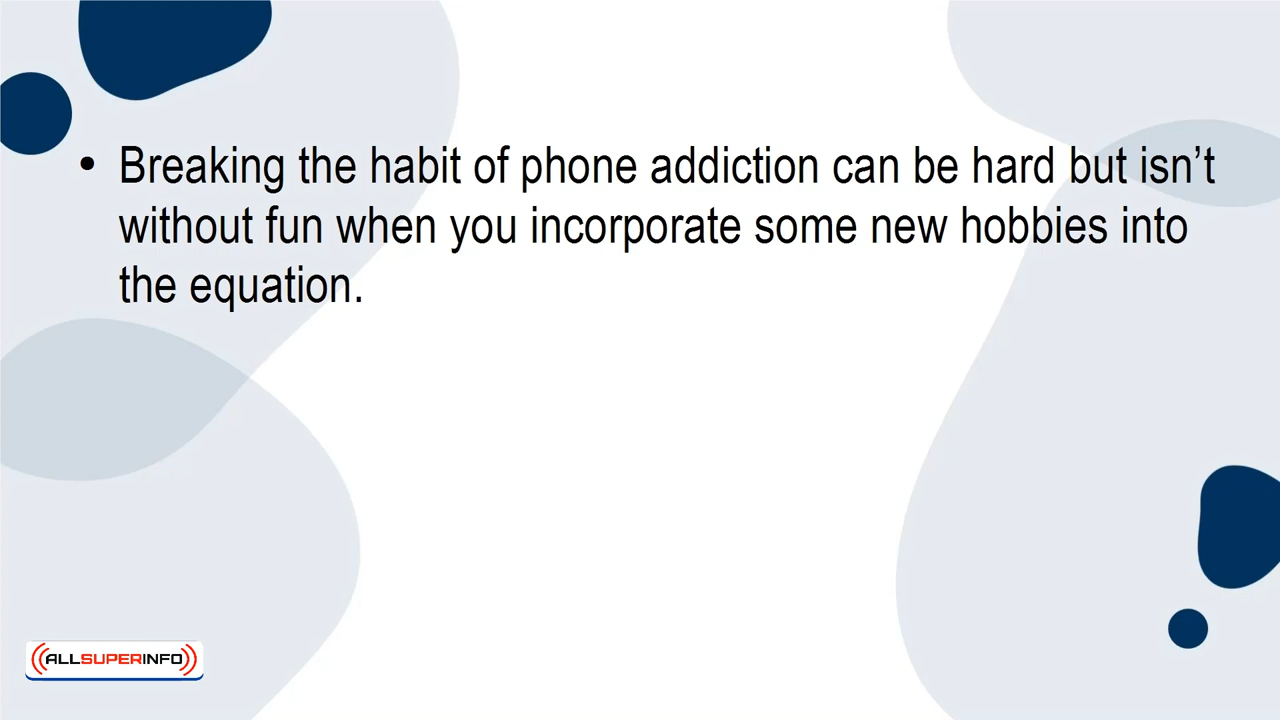 • Breaking the habit of phone addiction can be hard but isn’t
without fun when you incorporate some new hobbies into
the equation.
ALLSUPERINFO